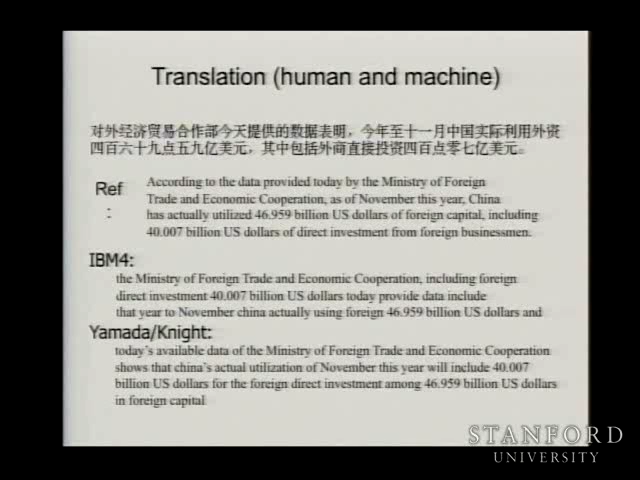 Translation (human and machine)
对外经济贸易合作部今天提供的数据表明，今年至十一月中国实际利用外资
四百六十九点五九亿美元，其中包括外商直接投资四百点零七亿美元。
Ref
:
According to the data provided today by the Ministry of Foreign
Trade and Economic Cooperation, as of November this year, China
has actually utilized 46.959 billion US dollars of foreign capital, including
40.007 billion US dollars of direct investment from foreign businessmen.
IBM4:
the Ministry of Foreign Trade and Economic Cooperation, including foreign
direct investment 40.007 billion US dollars today provide data include
that year to November china actually using foreign 46.959 billion US dollars and
Yamada/Knight:
today's available data of the Ministry of Foreign Trade and Economic Cooperation
shows that china's actual utilization of November this year will include 40.007
billion US dollars for the foreign direct investment among 46.959 billion US dollars
in foreign capital
STANFORD
UNIVERSITY